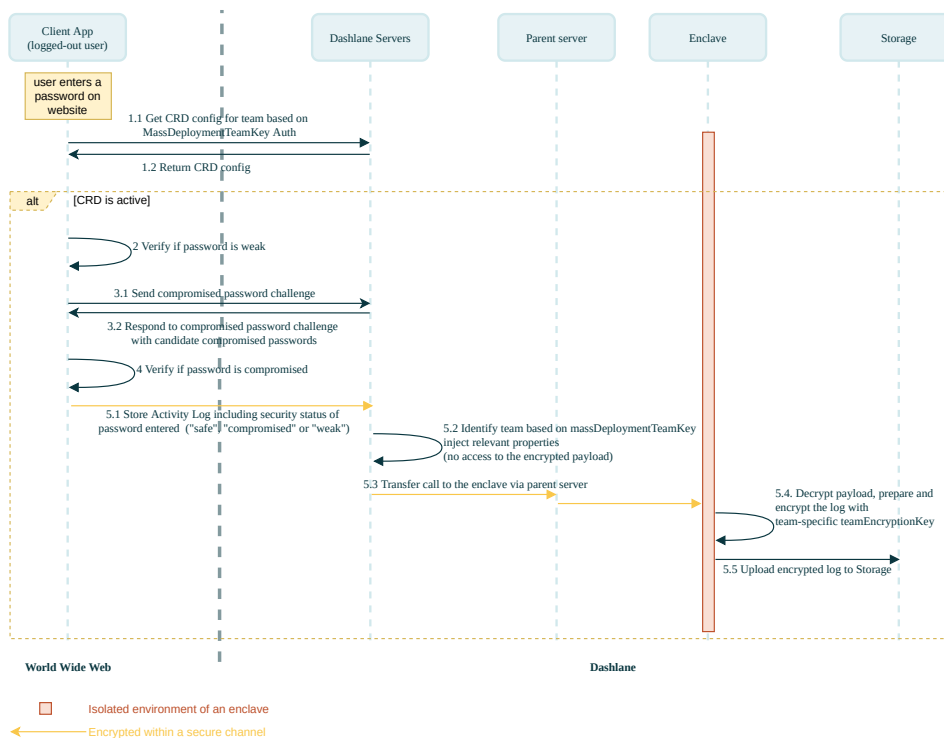 Client App
(logged-out user)
Dashlane Servers
Parent server
Enclave
Storage
user enters a
password on
website
1.1 Get CRD config for team based on
MassDeploymentTeamKey Auth
1.2 Return CRD config
alt
[CRD is active]
2 Verify if password is weak
3.1 Send compromised password challenge
3.2 Respond to compromised password challenge
with candidate compromised passwords
4 Verify if password is compromised
5.1 Store Activity Log including security status of
password entered ("safe", "compromised" or "weak")
5.2 Identify team based on massDeploymentTeamKey
inject relevant properties
(no access to the encrypted payload)
5.3 Transfer call to the enclave via parent server
5.4. Decrypt payload, prepare and
encrypt the log with
team-specific teamEncryptionKey
5.5 Upload encrypted log to Storage
World Wide Web
Dashlane
Isolated environment of an enclave
Encrypted within a secure channel